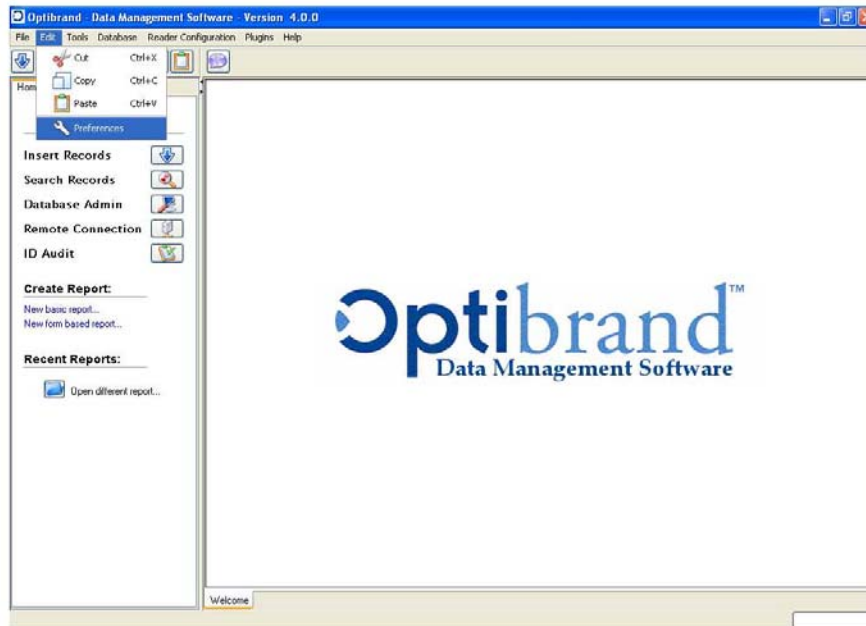 Optibrand - Data Management Software - Version 4.0.0
File Edit Tools Database Reader Configuration Plugins Help
Cut Ctrl+X
Copy Ctrl+C
Paste Ctrl+V
Preferences
Hom
Insert Records
Search Records
Database Admin
Remote Connection
ID Audit
Create Report:
New basic report...
New form based report...
Recent Reports:
Open different report...
Optibrand™
Data Management Software
Welcome